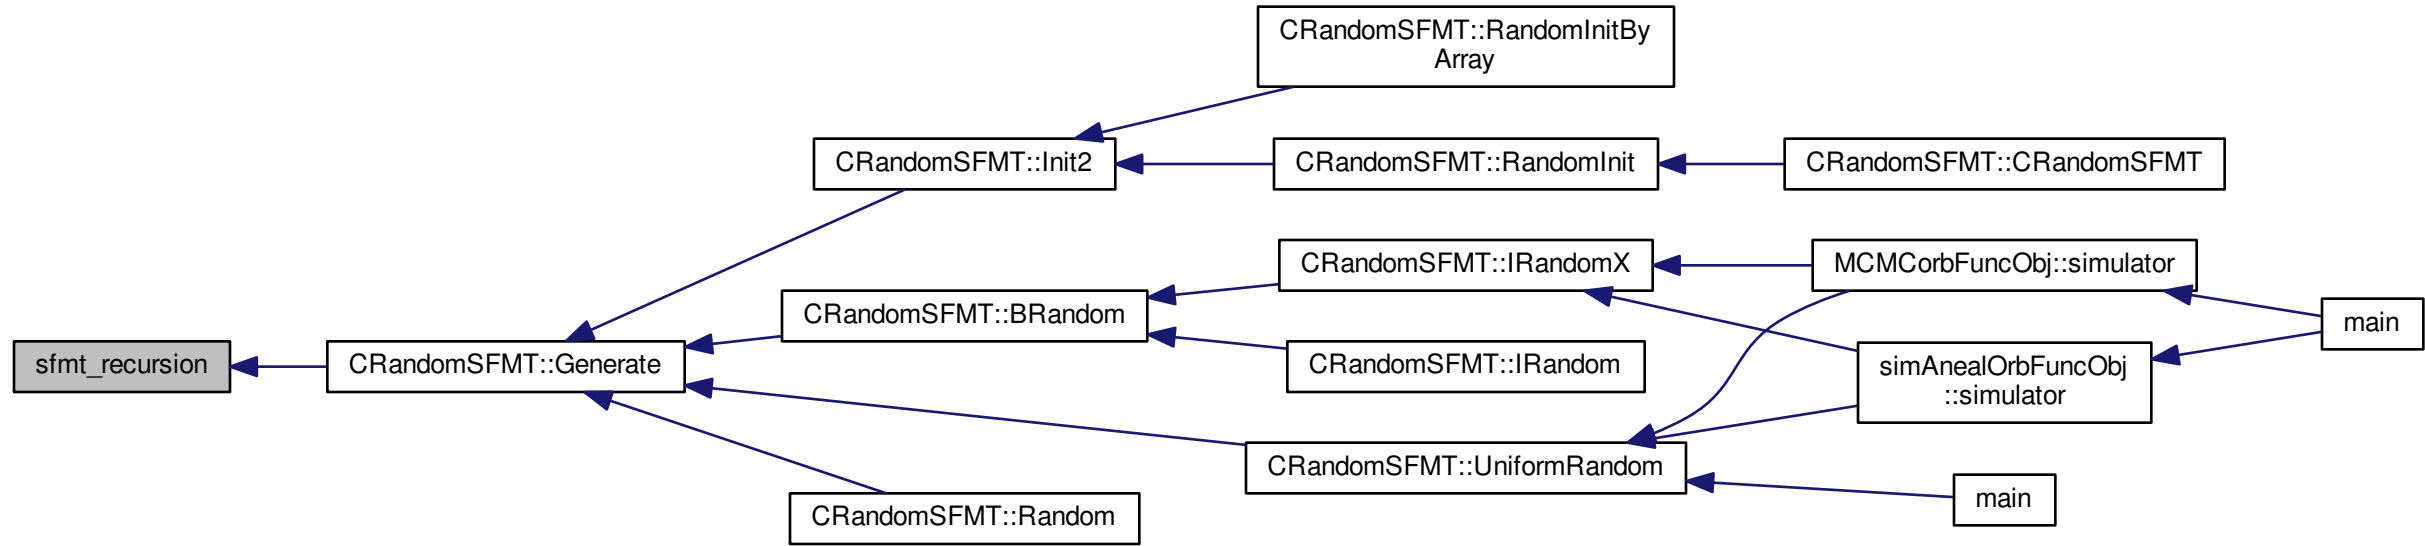 CRandomSFMT::RandomInitBy
Array
CRandomSFMT::Init2
CRandomSFMT::RandomInit
CRandomSFMT::CRandomSFMT
CRandomSFMT::IRandomX
MCMCorbFuncObj::simulator
CRandomSFMT::BRandom
main
sfmt_recursion
CRandomSFMT::Generate
CRandomSFMT::IRandom
simAnealOrbFuncObj
::simulator
CRandomSFMT::UniformRandom
main
CRandomSFMT::Random